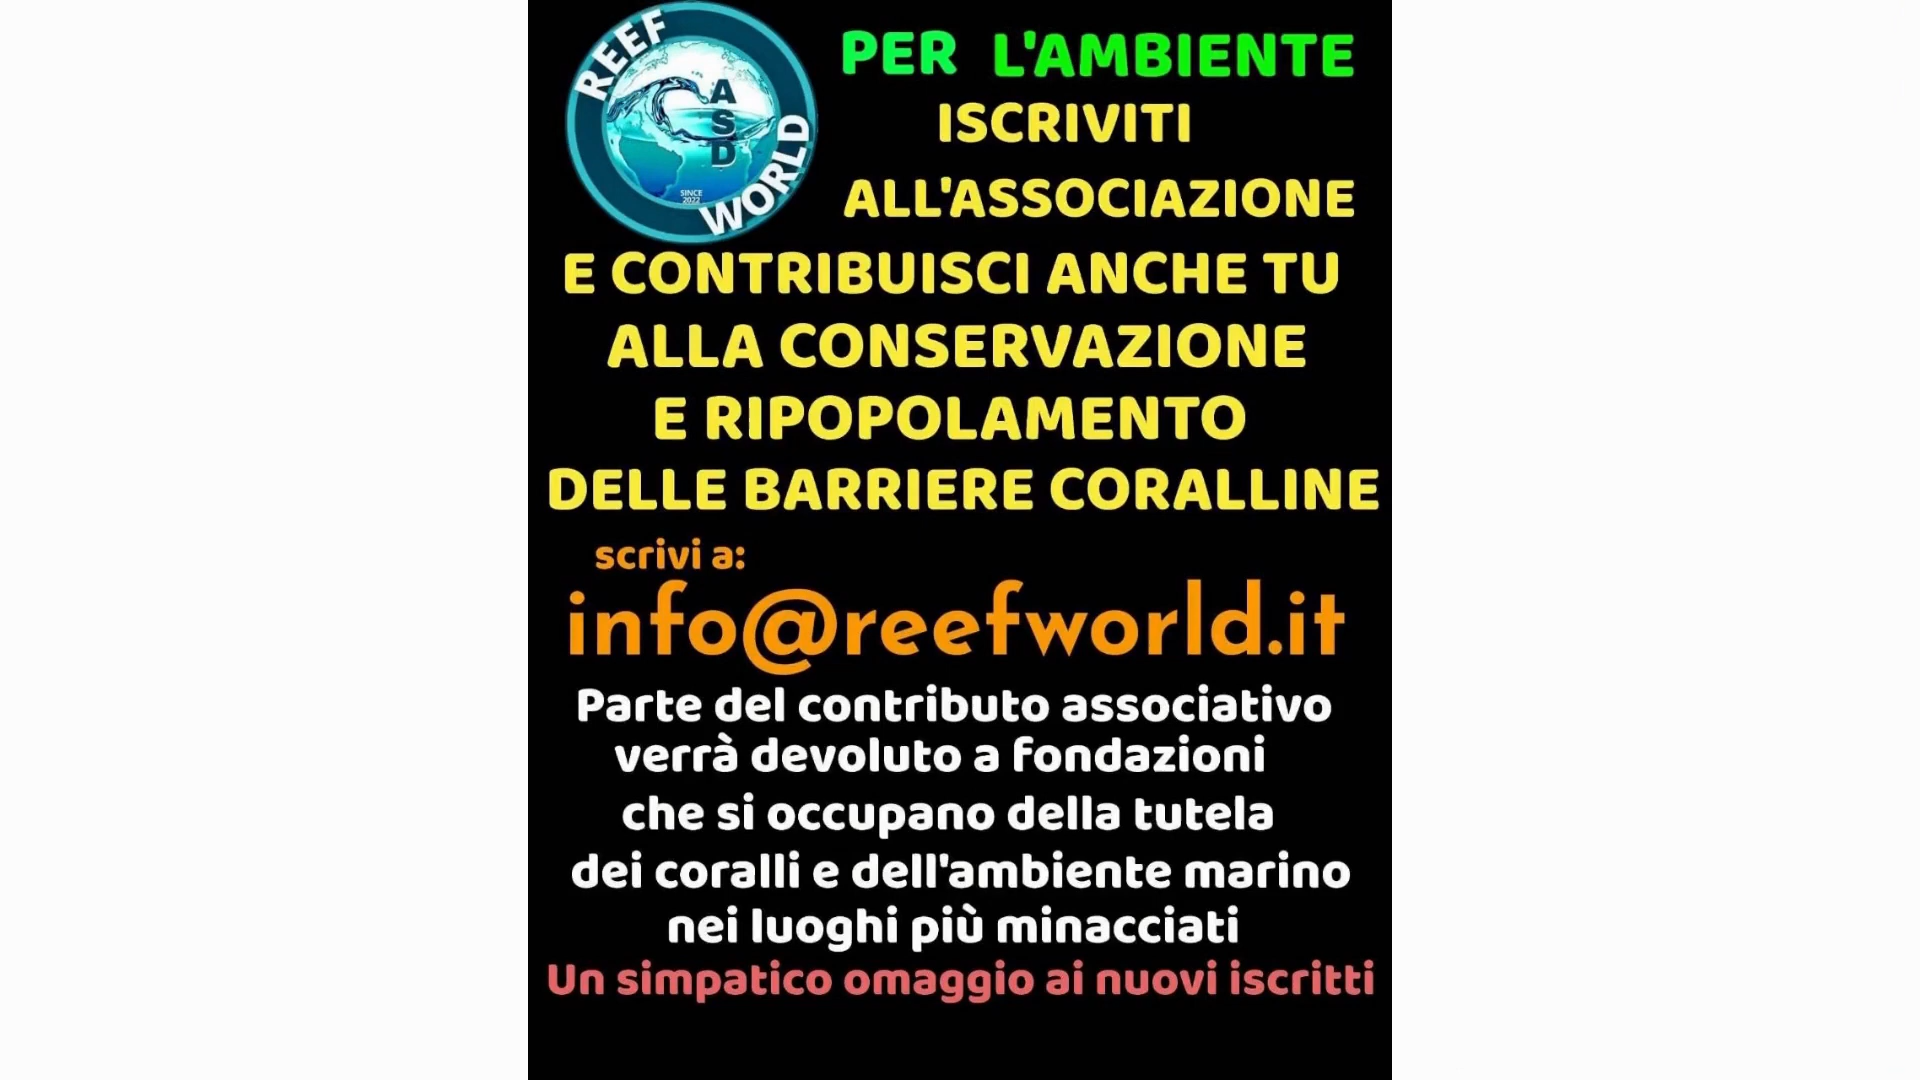 REEF
WORLD
ASD
SINCE
2022
PER L'AMBIENTE
ISCRIVITI
ALL'ASSOCIAZIONE
E CONTRIBUISCI ANCHE TU
ALLA CONSERVAZIONE
E RIPOPOLAMENTO
DELLE BARRIERE CORALLINE
scrivi a:
info@reefworld.it
Parte del contributo associativo
verrà devoluto a fondazioni
che si occupano della tutela
dei coralli e dell'ambiente marino
nei luoghi più minacciati
Un simpatico omaggio ai nuovi iscritti